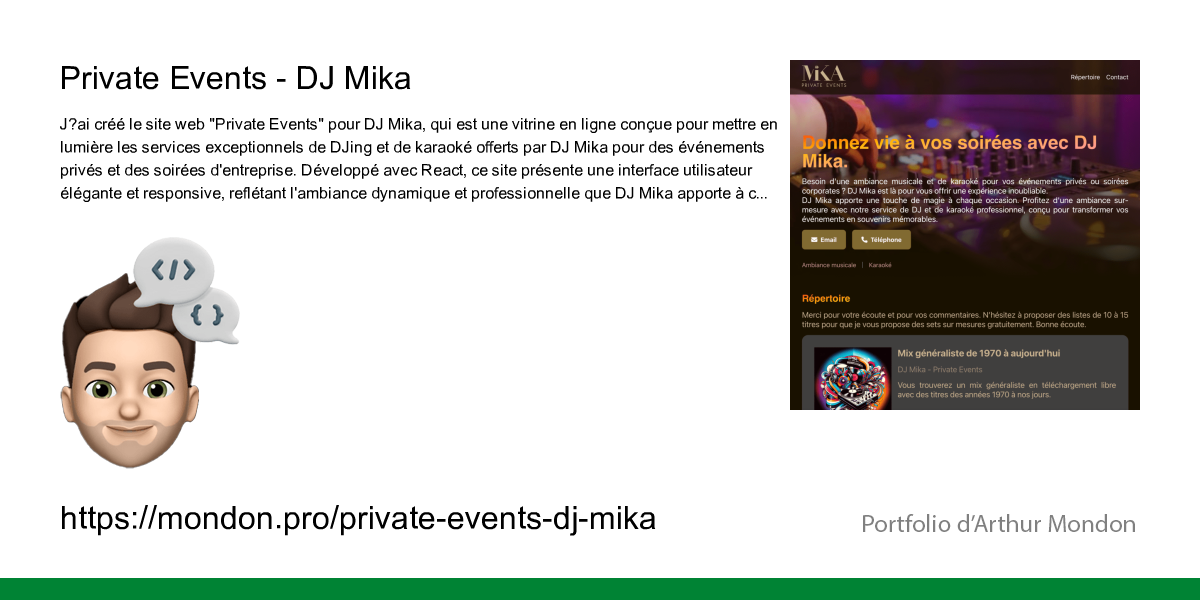 Private Events - DJ Mika
J?ai créé le site web "Private Events" pour DJ Mika, qui est une vitrine en ligne conçue pour mettre en
lumière les services exceptionnels de DJing et de karaoké offerts par DJ Mika pour des événements
privés et des soirées d'entreprise. Développé avec React, ce site présente une interface utilisateur
élégante et responsive, reflétant l'ambiance dynamique et professionnelle que DJ Mika apporte à c...
</>
{ }
MiKA
PRIVATE EVENTS
Répertoire Contact
Donnez vie à vos soirées avec DJ
Mika.
Besoin d'une ambiance musicale et de karaoké pour vos événements privés ou soirées
corporates ? DJ Mika est là pour vous offrir une expérience inoubliable.
DJ Mika apporte une touche de magie à chaque occasion. Profitez d'une ambiance sur-
mesure avec notre service de DJ et de karaoké professionnel, conçu pour transformer vos
événements en souvenirs mémorables.
Email Téléphone
Ambiance musicale | Karaoké
Répertoire
Merci pour votre écoute et pour vos commentaires. N'hésitez à proposer des listes de 10 à 15
titres pour que je vous propose des sets sur mesures gratuitement. Bonne écoute.
Mix généraliste de 1970 à aujourd'hui
DJ Mika - Private Events
Vous trouverez un mix généraliste en téléchargement libre
avec des titres des années 1970 à nos jours.
https://mondon.pro/private-events-dj-mika
Portfolio d’Arthur Mondon